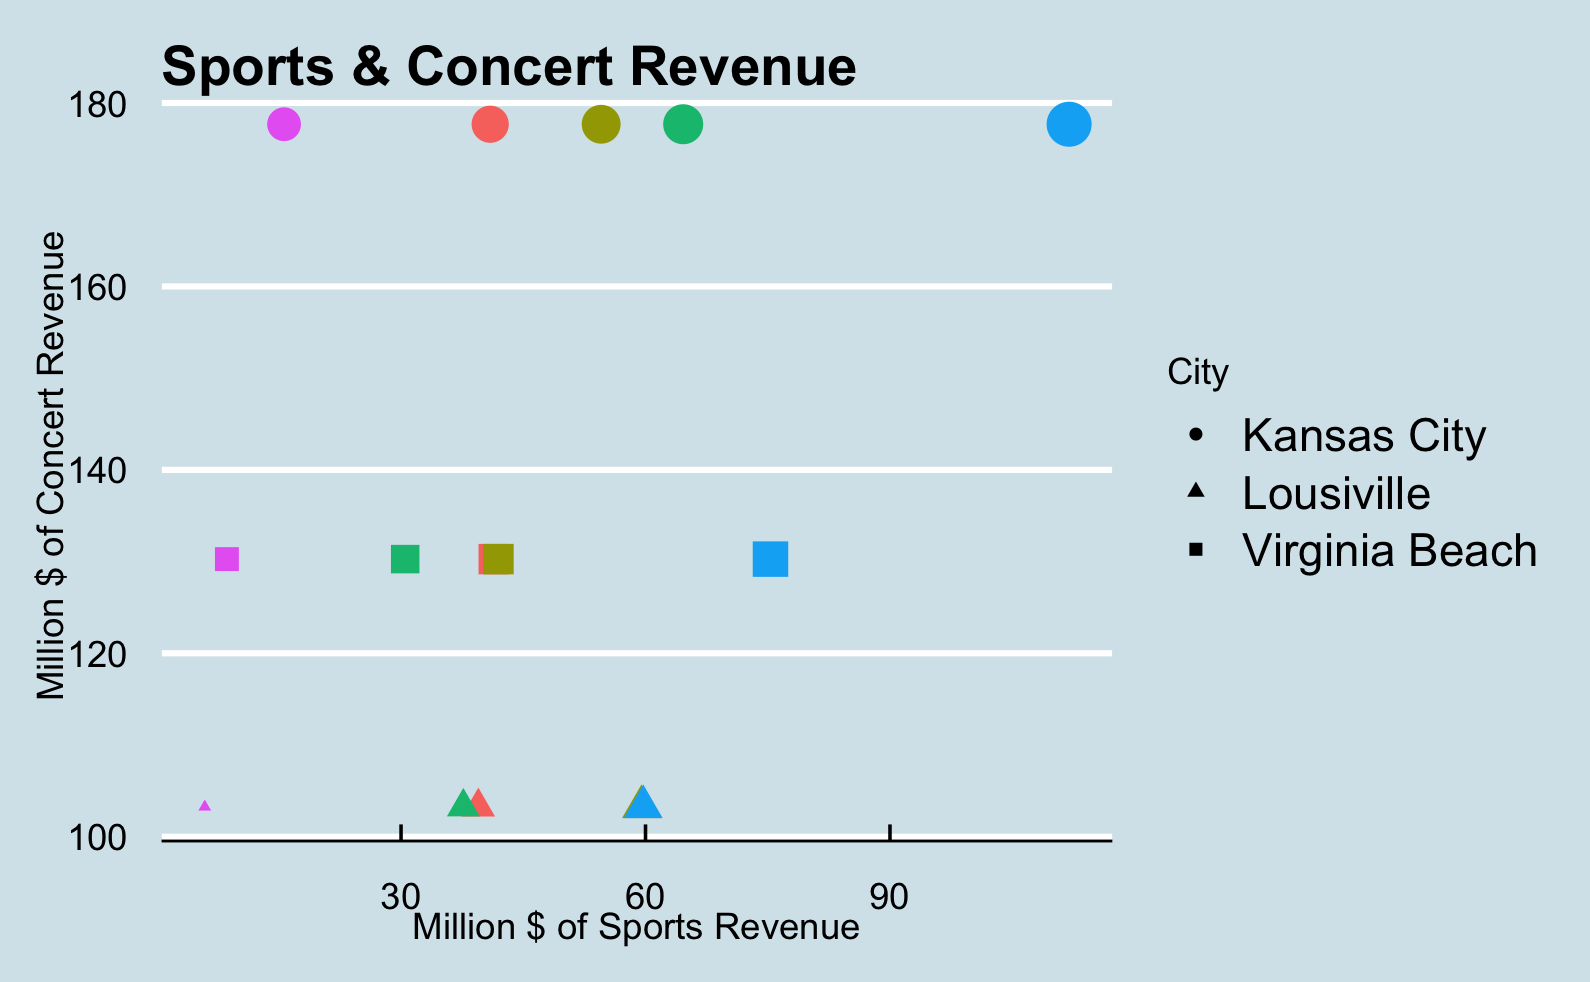 Sports & Concert Revenue
180
160
140
120
100
Million $ of Concert Revenue
30 60 90
Million $ of Sports Revenue
City
Kansas City
Lousiville
Virginia Beach